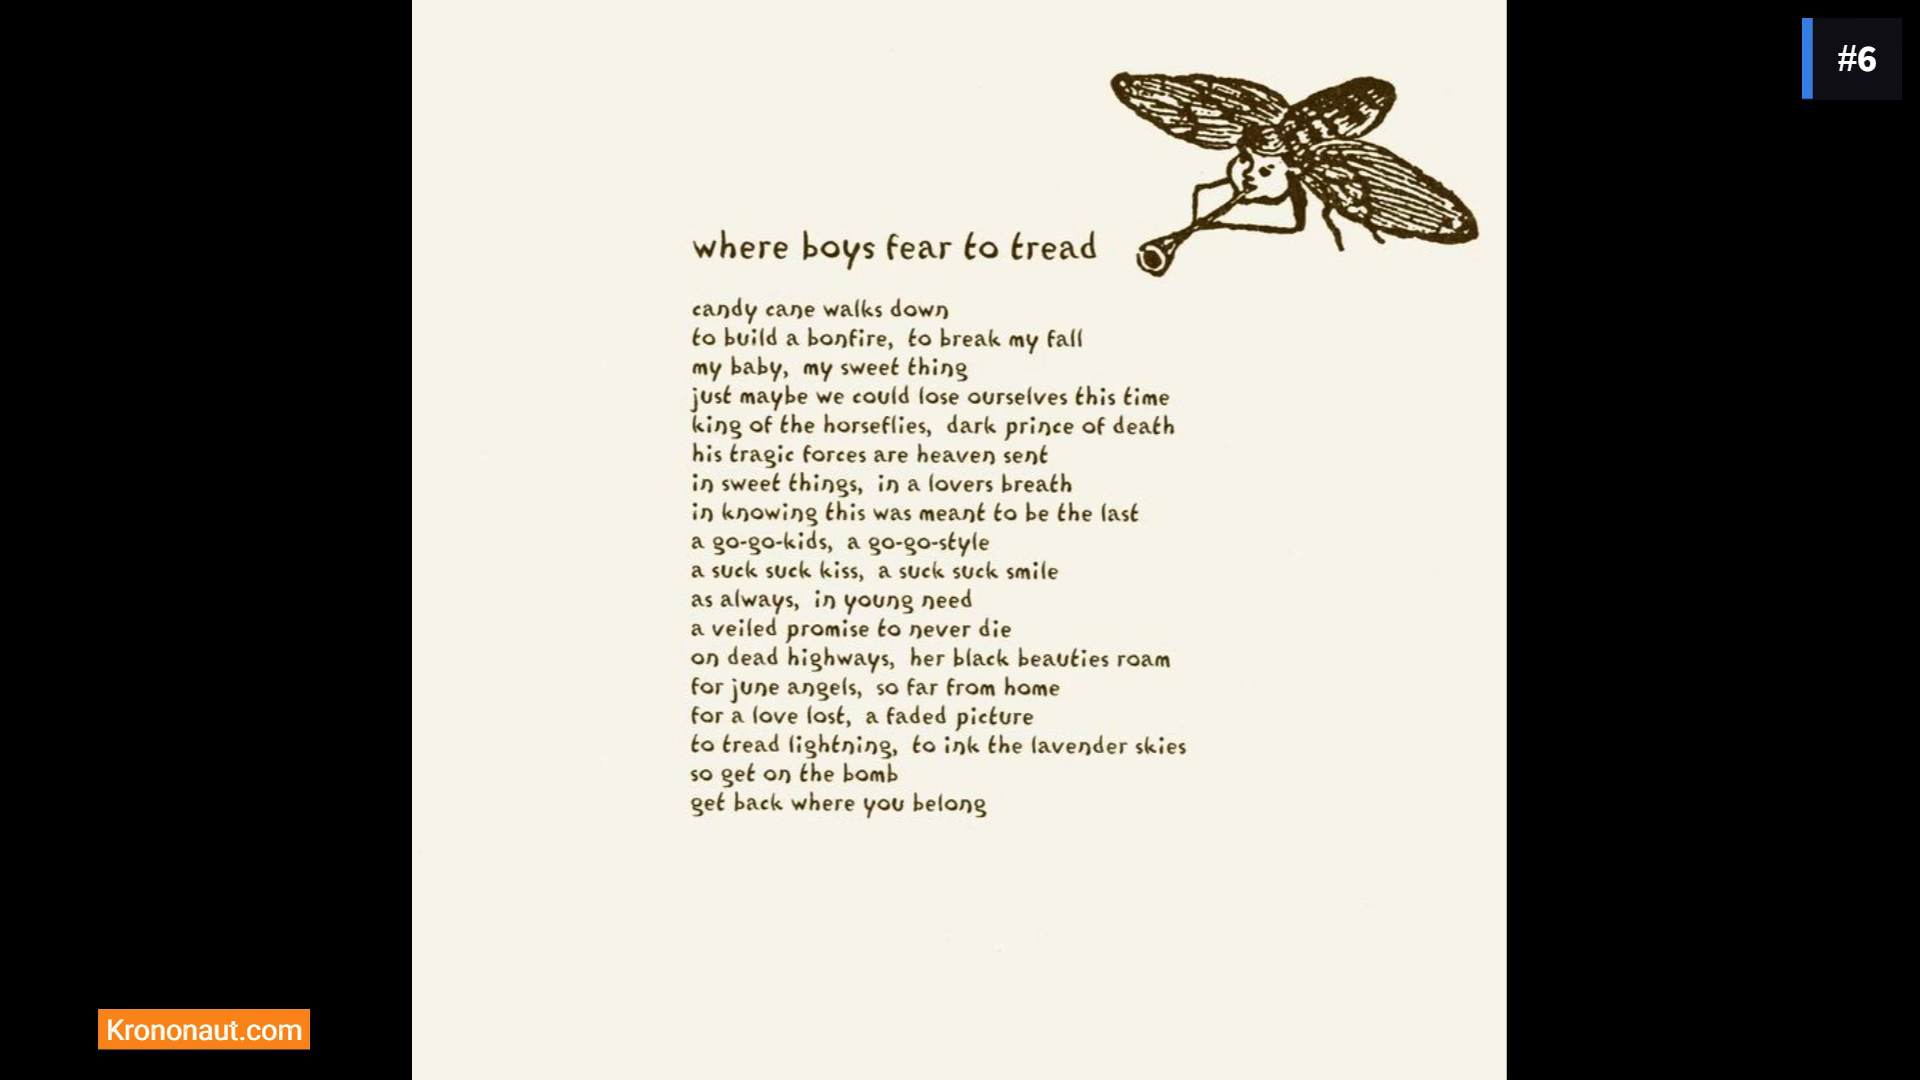 #6
where boys fear to tread
candy cane walks down
to build a bonfire, to break my fall
my baby, my sweet thing
just maybe we could lose ourselves this time
king of the horseflies, dark prince of death
his tragic forces are heaven sent
in sweet things, in a lovers breath
in knowing this was meant to be the last
a go-go-kids, a go-go-style
a suck suck kiss, a suck suck smile
as always, in young need
a veiled promise to never die
on dead highways, her black beauties roam
for june angels, so far from home
for a love lost, a faded picture
to tread lightning, to ink the lavender skies
so get on the bomb
get back where you belong
Krononaut.com